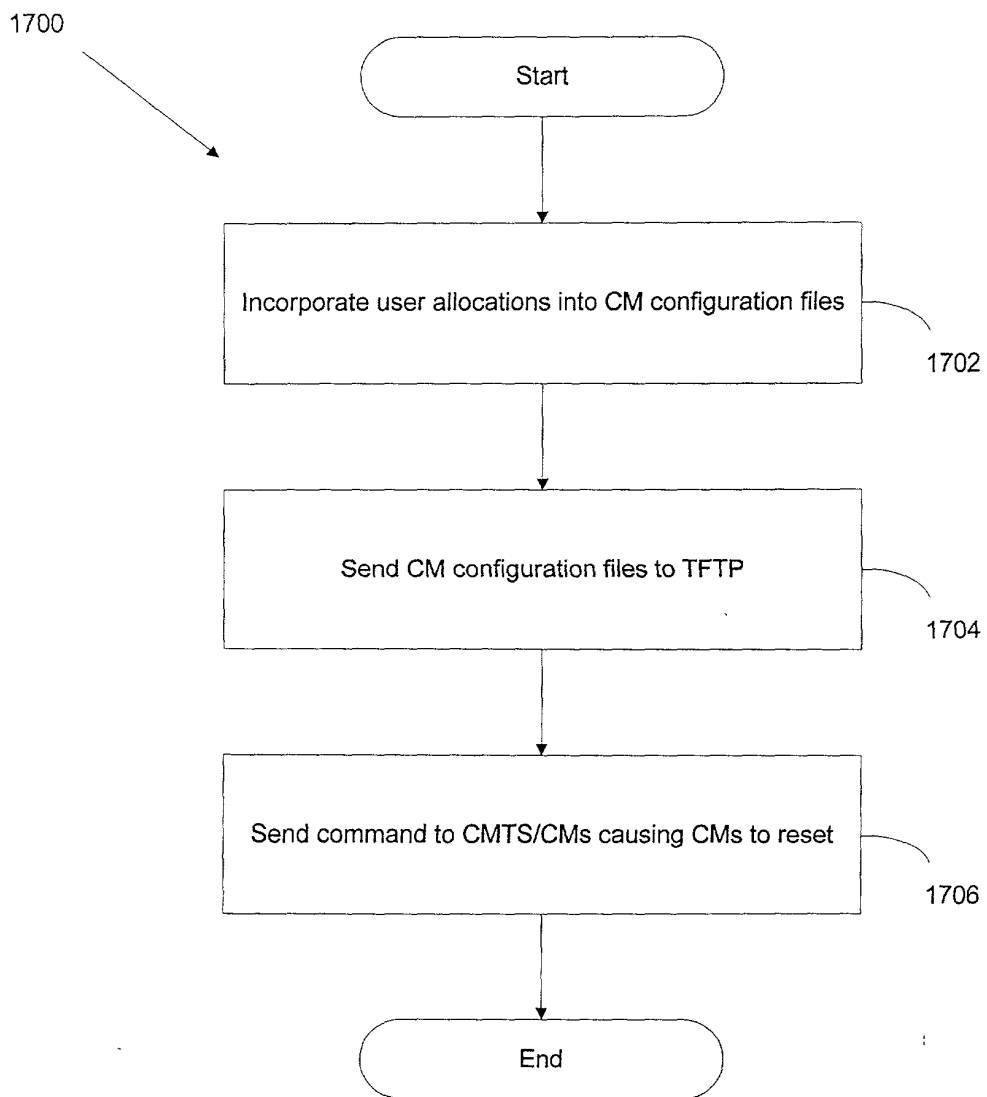 1700
Start
Incorporate user allocations into CM configuration files
1702
Send CM configuration files to TFTP
1704
Send command to CMTS/CMs causing CMs to reset
1706
End